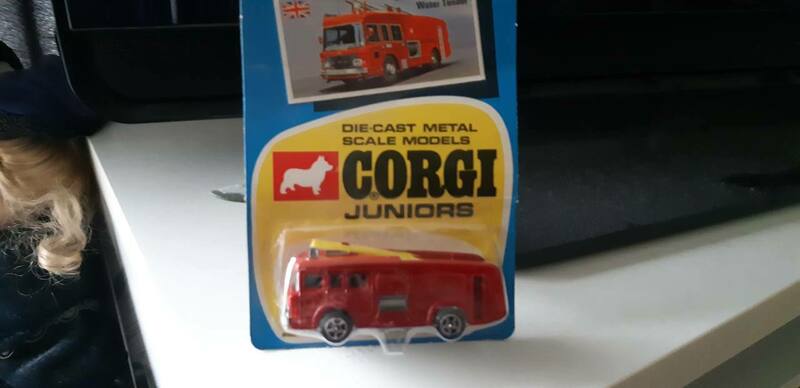 Water Tender
DIE-CAST METAL
SCALE MODELS
CORGI
®
JUNIORS